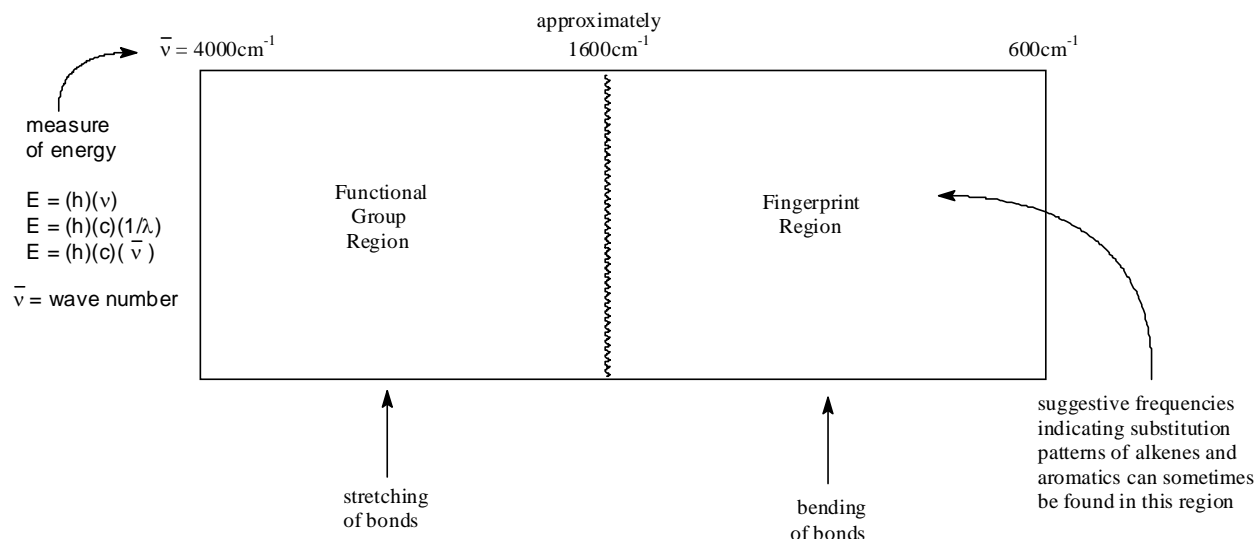 approximately
ν̅ = 4000cm⁻¹
1600cm⁻¹
600cm⁻¹
measure
of energy
E = (h)(ν)
E = (h)(c)(1/λ)
E = (h)(c)( ν̅ )
ν̅ = wave number
Functional
Group
Region
Fingerprint
Region
stretching
of bonds
bending
of bonds
suggestive frequencies
indicating substitution
patterns of alkenes and
aromatics can sometimes
be found in this region